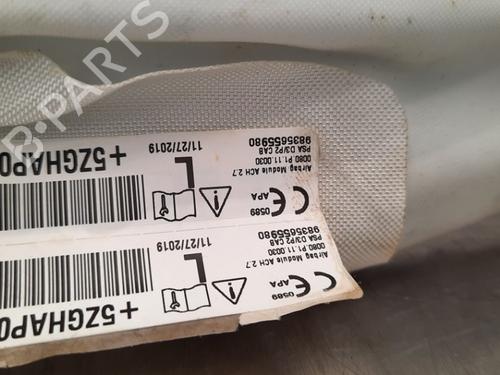 9835655980
PSA D3/P2 CAB
0080 P1.11.0030
Airbag Module ACH 2.7
CE 0589
APA
L
11/27/2019
+5ZGHAP0
9835655980
PSA D3/P2 CAB
0080 P1.11.0030
Airbag Module ACH 2.7
CE 0589
APA
L
11/27/2019
+5ZGHAP0
B-PARTS